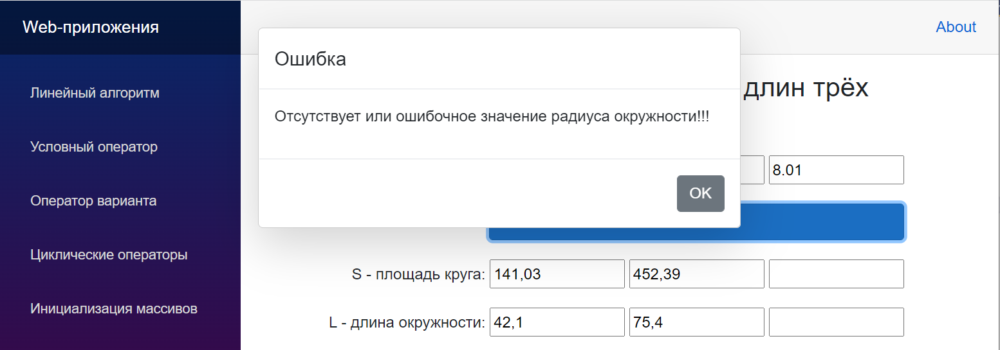 Web-приложения
About
Ошибка
длин трёх
Отсутствует или ошибочное значение радиуса окружности!!!
Линейный алгоритм
Условный оператор
8.01
OK
Оператор варианта
Циклические операторы
S - площадь круга: 141,03 452,39
Инициализация массивов
L - длина окружности: 42,1 75,4